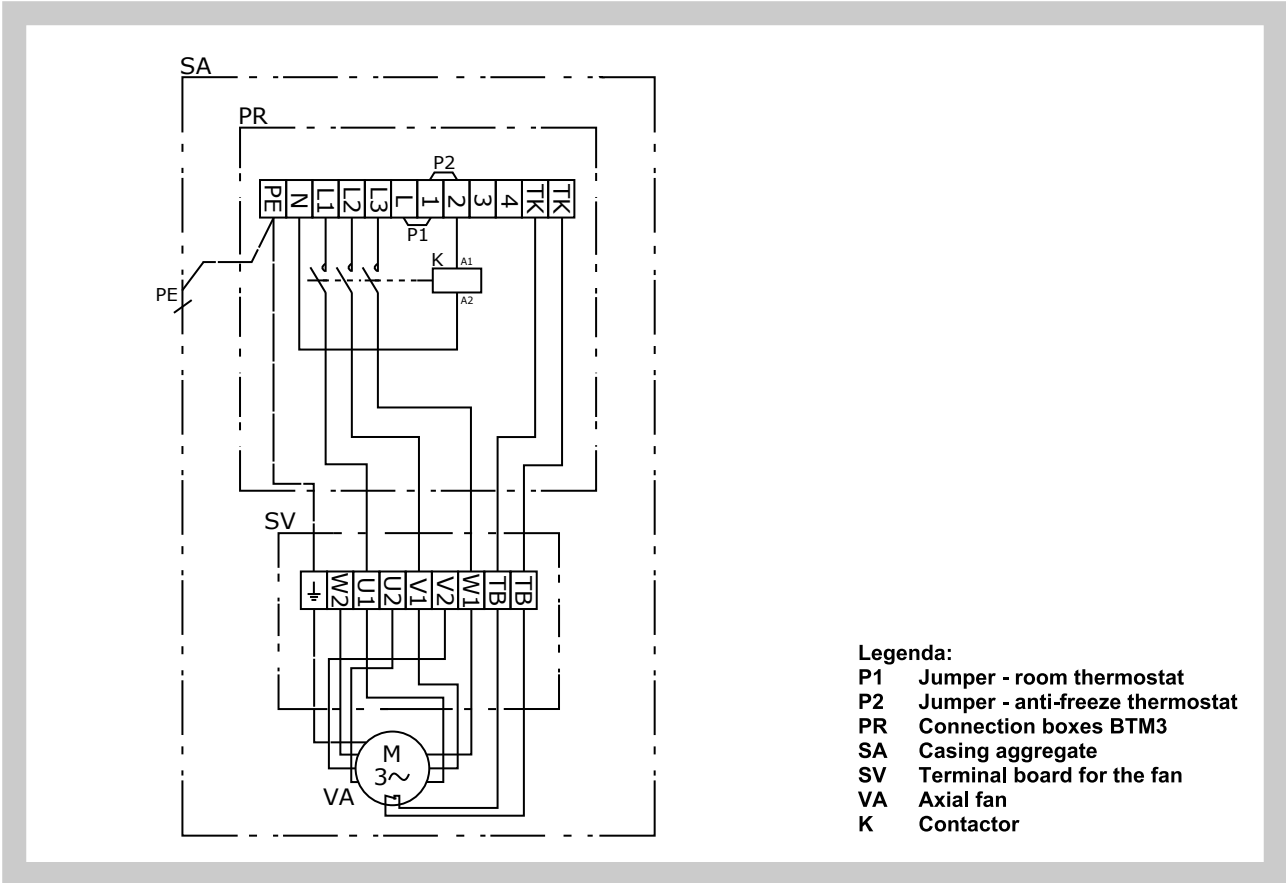 SA
PR
P2
PE N L1 L2 L3 L 1 2 3 4 TK TK
P1
K A1
A2
PE
SV
⏚ W2 U1 U2 V1 V2 W1 TB TB
M
3~
VA
Legenda:
P1 Jumper - room thermostat
P2 Jumper - anti-freeze thermostat
PR Connection boxes BTM3
SA Casing aggregate
SV Terminal board for the fan
VA Axial fan
K Contactor